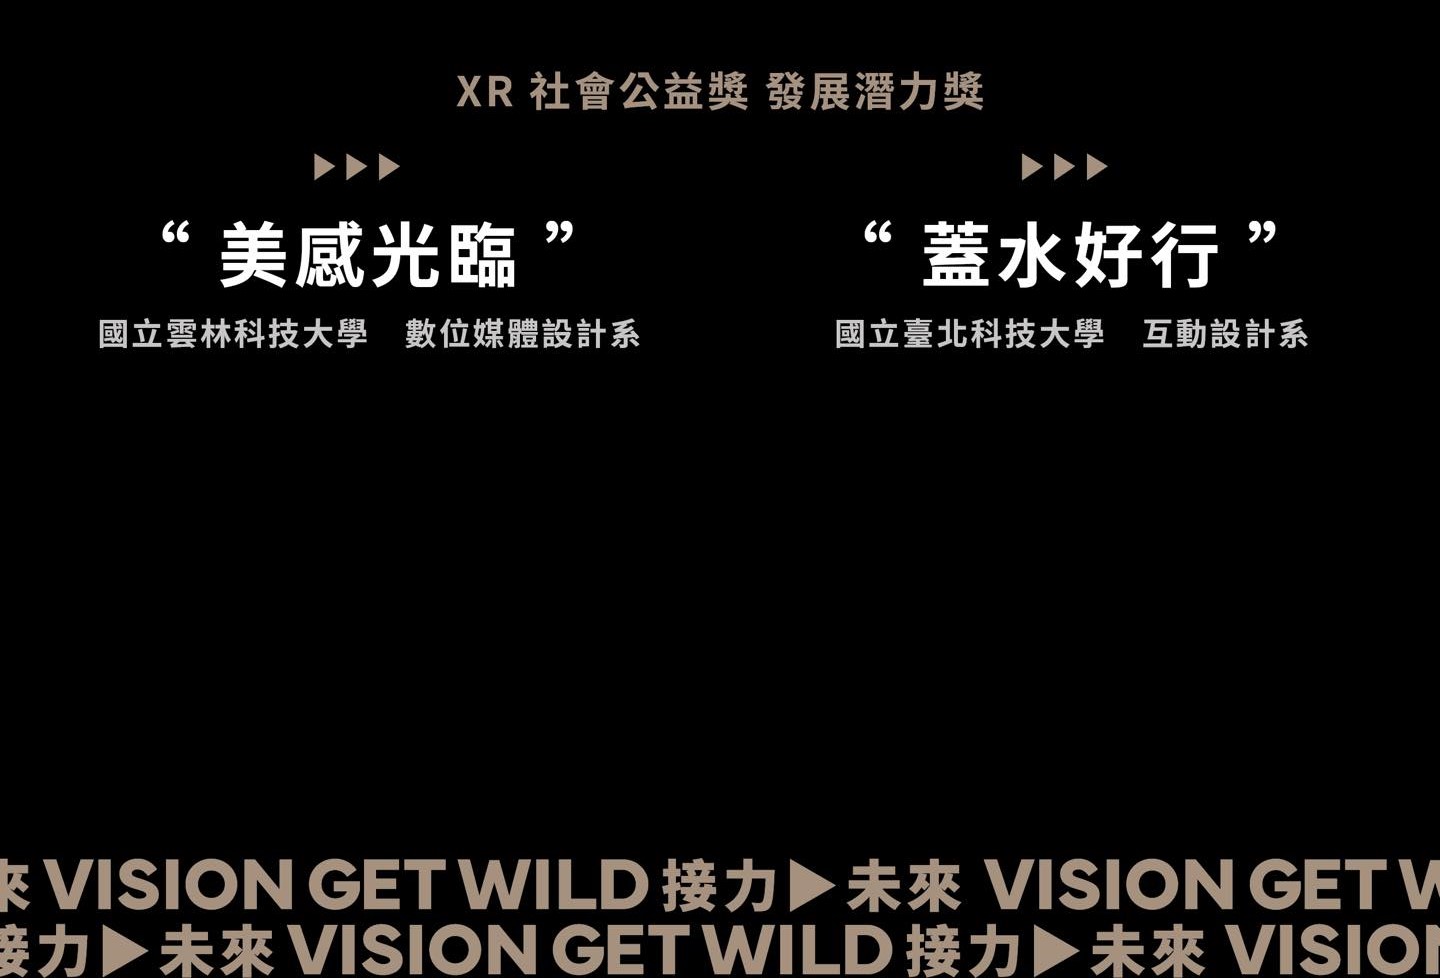 XR 社會公益獎 發展潛力獎
▶▶▶
“ 美感光臨 ”
國立雲林科技大學 數位媒體設計系
▶▶▶
“ 蓋水好行 ”
國立臺北科技大學 互動設計系
來 VISION GET WILD 接力▶未來 VISION GET W
接力▶未來 VISION GET WILD 接力▶未來 VISION